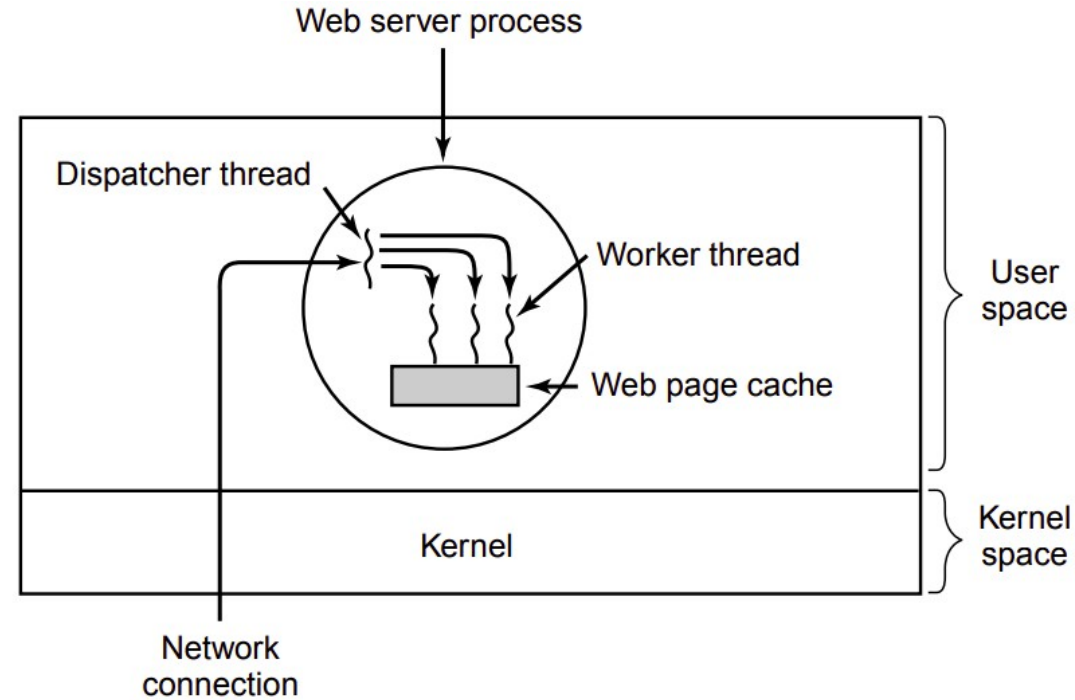 Web server process
Dispatcher thread
Worker thread
User
space
Web page cache
Kernel
Kernel
space
Network
connection